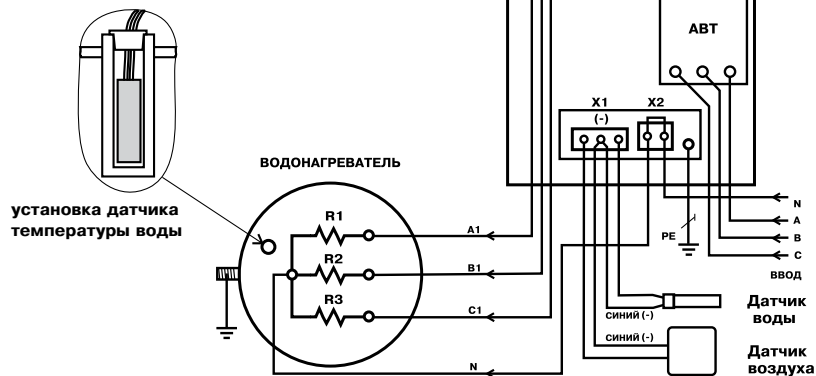 АВТ
X1
X2
(-)
ВОДОНАГРЕВАТЕЛЬ
установка датчика
температуры воды
R1
R2
R3
A1
B1
C1
N
PE
N
A
B
C
ВВОД
СИНИЙ (-)
Датчик
воды
СИНИЙ (-)
Датчик
воздуха